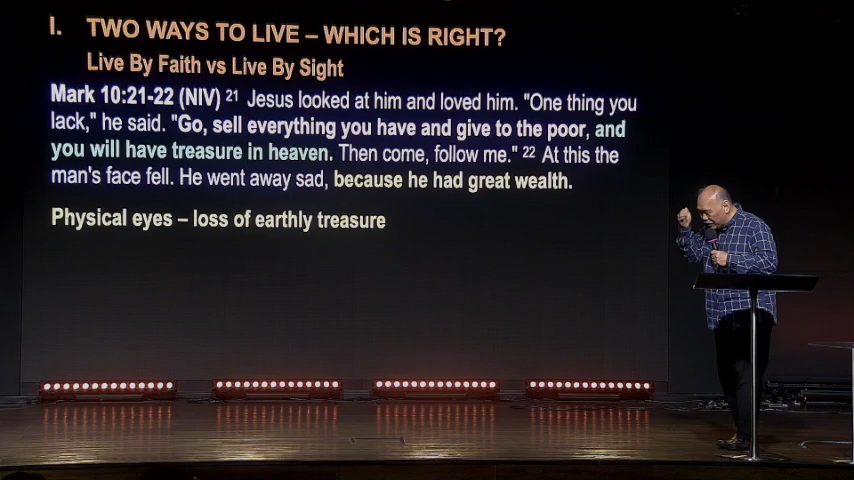 I. TWO WAYS TO LIVE – WHICH IS RIGHT?
Live By Faith vs Live By Sight
Mark 10:21-22 (NIV) 21 Jesus looked at him and loved him. "One thing you
lack," he said. "Go, sell everything you have and give to the poor, and
you will have treasure in heaven. Then come, follow me." 22 At this the
man's face fell. He went away sad, because he had great wealth.
Physical eyes – loss of earthly treasure